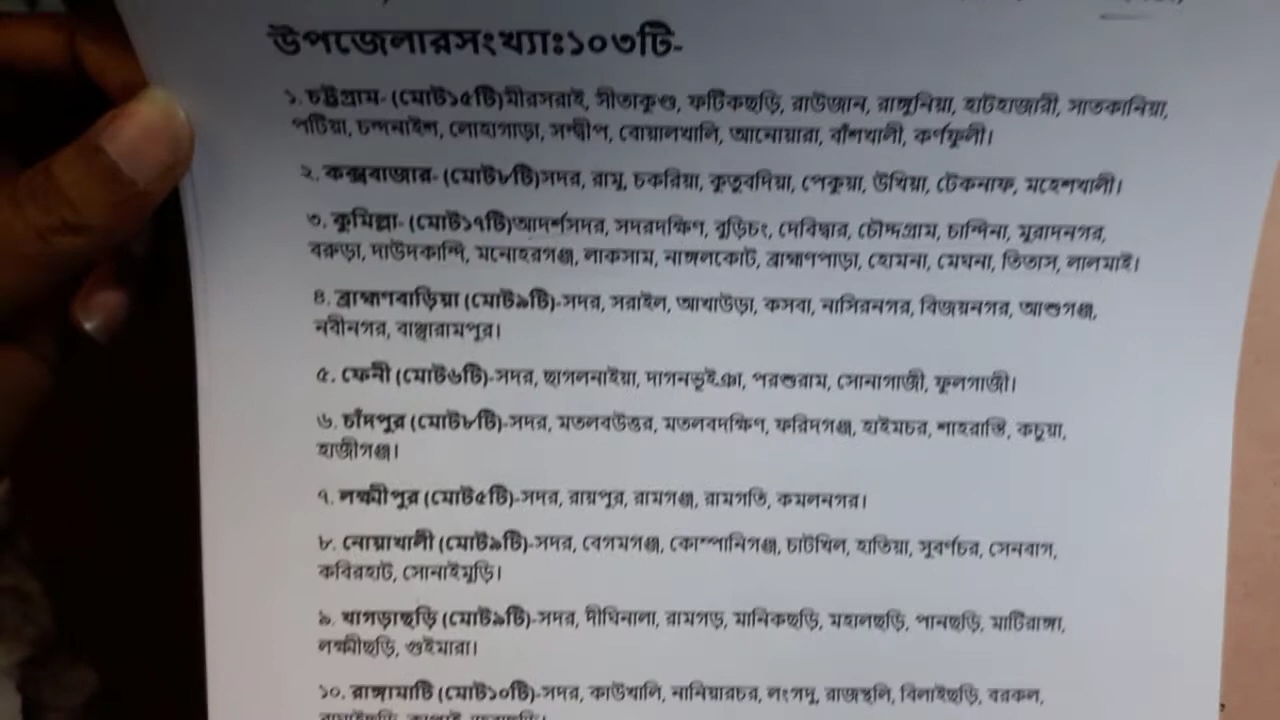 উপজেলারসংখ্যাঃ১০৩টি-
১. চট্টগ্রাম- (মোট১৫টি)মীরসরাই, সীতাকুণ্ড, ফটিকছড়ি, রাউজান, রাঙ্গুনিয়া, হাটহাজারী, সাতকানিয়া,
পটিয়া, চন্দনাইশ, লোহাগাড়া, সন্দ্বীপ, বোয়ালখালি, আনোয়ারা, বাঁশখালী, কর্ণফুলী।
২. কক্সবাজার- (মোট৮টি)সদর, রামু, চকরিয়া, কুতুবদিয়া, পেকুয়া, উখিয়া, টেকনাফ, মহেশখালী।
৩. কুমিল্লা- (মোট১৭টি)আদর্শসদর, সদরদক্ষিণ, বুড়িচং, দেবিদ্বার, চৌদ্দগ্রাম, চান্দিনা, মুরাদনগর,
বরুড়া, দাউদকান্দি, মনোহরগঞ্জ, লাকসাম, নাঙ্গলকোট, ব্রাহ্মণপাড়া, হোমনা, মেঘনা, তিতাস, লালমাই।
৪. ব্রাহ্মণবাড়িয়া (মোট৯টি)-সদর, সরাইল, আখাউড়া, কসবা, নাসিরনগর, বিজয়নগর, আশুগঞ্জ,
নবীনগর, বাঞ্ছারামপুর।
৫. ফেনী (মোট৬টি)-সদর, ছাগলনাইয়া, দাগনভূইঞা, পরশুরাম, সোনাগাজী, ফুলগাজী।
৬. চাঁদপুর (মোট৮টি)-সদর, মতলবউত্তর, মতলবদক্ষিণ, ফরিদগঞ্জ, হাইমচর, শাহরাস্তি, কচুয়া,
হাজীগঞ্জ।
৭. লক্ষ্মীপুর (মোট৫টি)-সদর, রায়পুর, রামগঞ্জ, রামগতি, কমলনগর।
৮. নোয়াখালী (মোট৯টি)-সদর, বেগমগঞ্জ, কোম্পানিগঞ্জ, চাটখিল, হাতিয়া, সুবর্ণচর, সেনবাগ,
কবিরহাট, সোনাইমুড়ি।
৯. খাগড়াছড়ি (মোট৯টি)-সদর, দীঘিনালা, রামগড়, মানিকছড়ি, মহালছড়ি, পানছড়ি, মাটিরাঙ্গা,
লক্ষ্মীছড়ি, গুইমারা।
১০. রাঙ্গামাটি (মোট১০টি)-সদর, কাউখালি, নানিয়ারচর, লংগদু, রাজস্থলি, বিলাইছড়ি, বরকল,